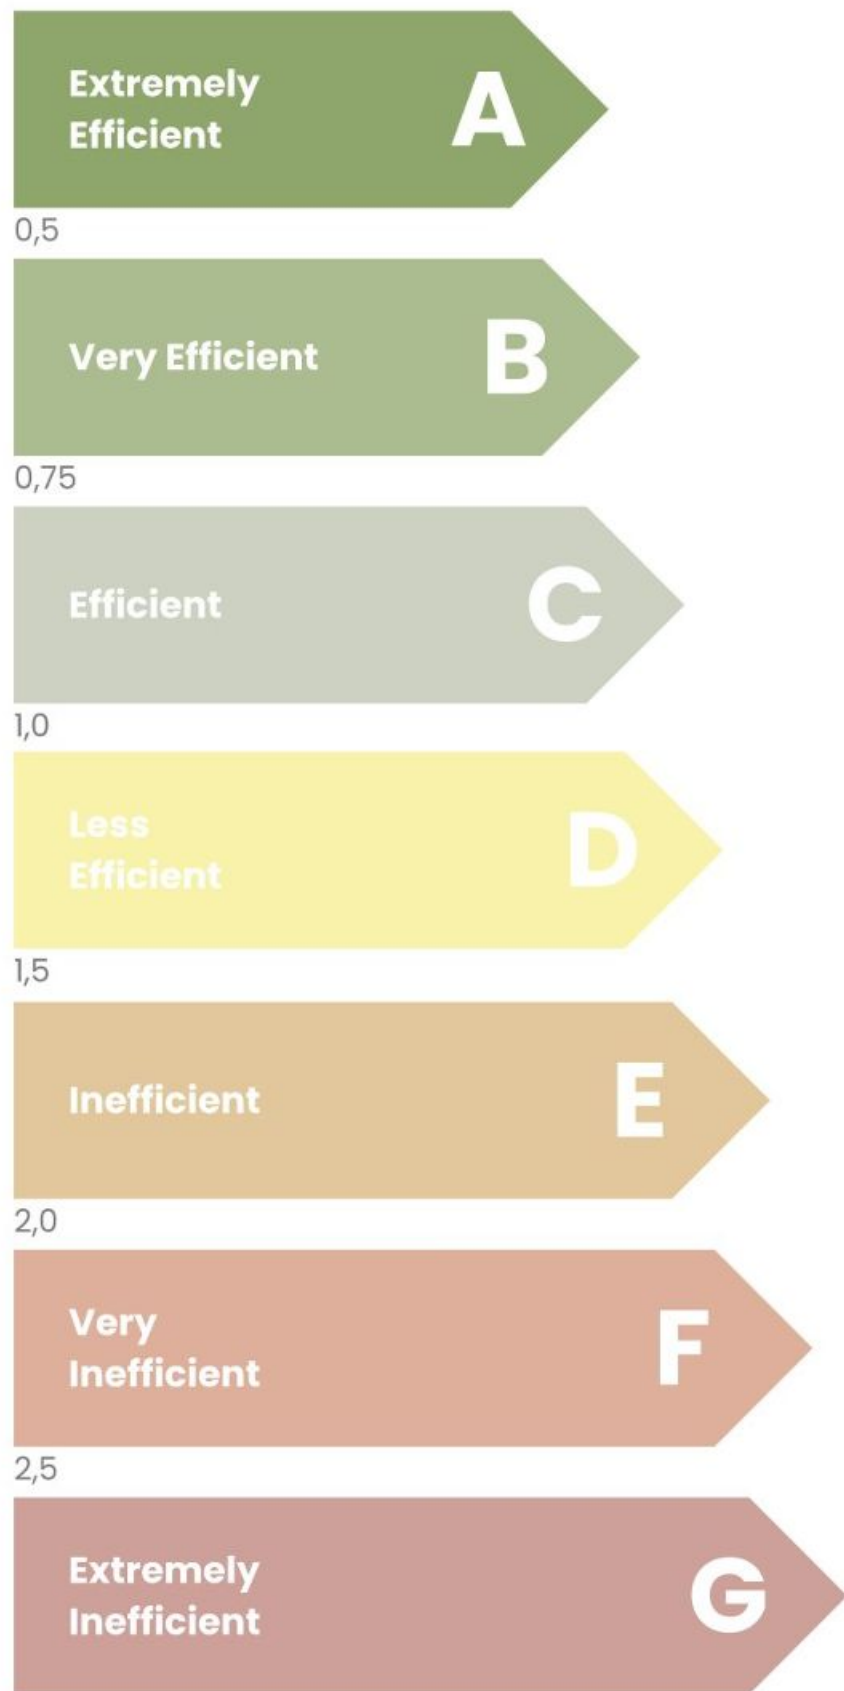 Extremely
Efficient
A
0,5
Very Efficient
B
0,75
Efficient
C
1,0
Less
Efficient
D
1,5
Inefficient
E
2,0
Very
Inefficient
F
2,5
Extremely
Inefficient
G